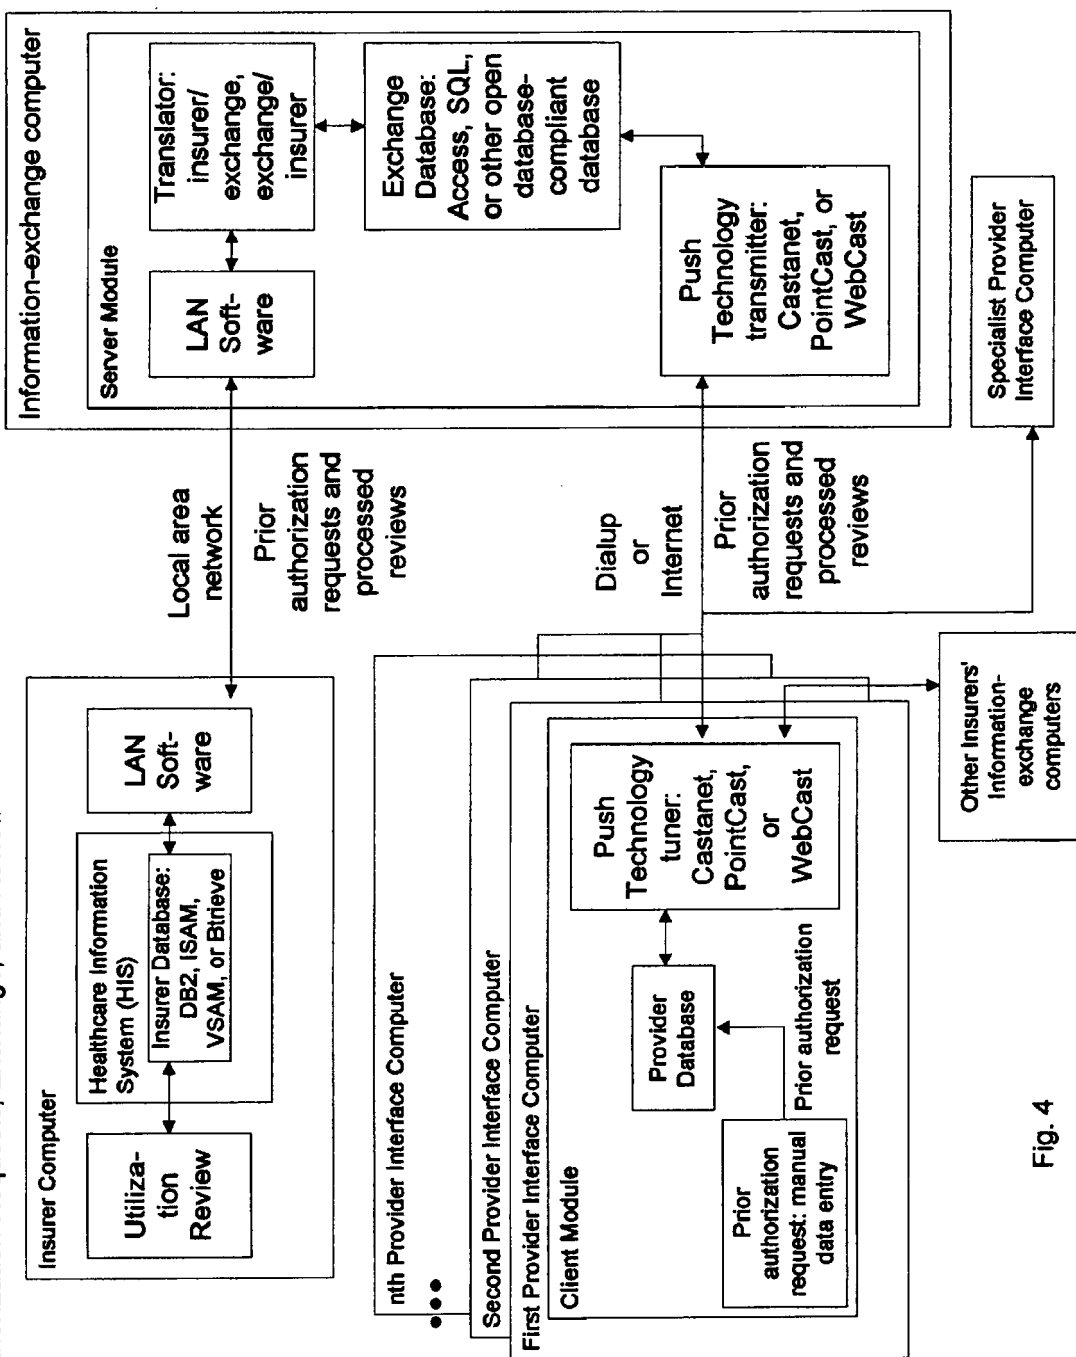 Insurer Computer
Utiliza-
tion
Review
Healthcare Information
System (HIS)
Insurer Database:
DB2, ISAM,
VSAM, or Btrieve
LAN
Soft-
ware
Local area
network
Prior
authorization
requests and
processed
reviews
Information-exchange computer
Server Module
LAN
Soft-
ware
Translator:
insurer/
exchange,
exchange/
insurer
Exchange
Database:
Access, SQL,
or other open
database-
compliant
database
Push
Technology
transmitter:
Castanet,
PointCast, or
WebCast
nth Provider Interface Computer
•••
Second Provider Interface Computer
First Provider Interface Computer
Client Module
Prior
authorization
request: manual
data entry
Prior authorization
request
Provider
Database
Push
Technology
tuner:
Castanet,
PointCast,
or
WebCast
Dialup
or
Internet
Prior
authorization
requests and
processed
reviews
Specialist Provider
Interface Computer
Other Insurers'
Information-
exchange
computers
Fig. 4